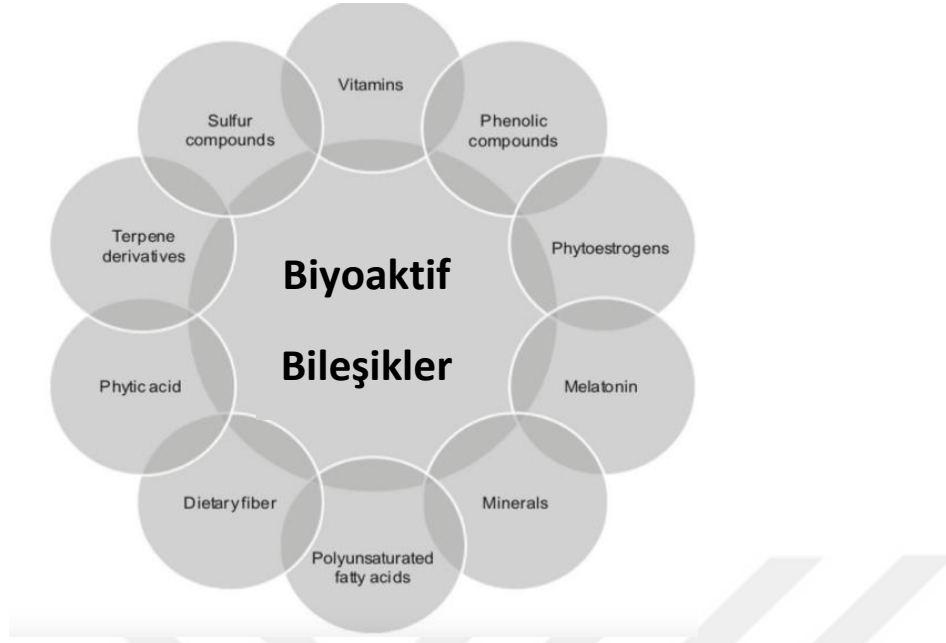 Vitamins
Phenolic
compounds
Phytoestrogens
Melatonin
Minerals
Polyunsaturated
fatty acids
Dietary fiber
Phytic acid
Terpene
derivatives
Sulfur
compounds
Biyoaktif
Bileşikler